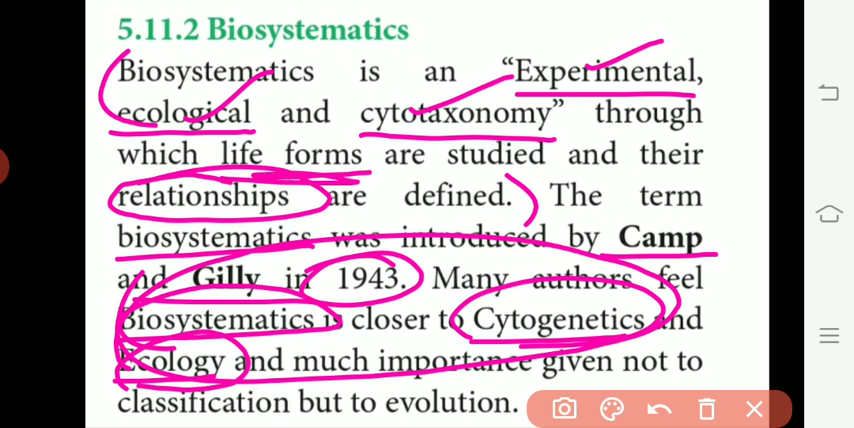 5.11.2 Biosystematics
Biosystematics is an “Experimental,
ecological and cytotaxonomy” through
which life forms are studied and their
relationships are defined. The term
biosystematics was introduced by Camp
and Gilly in 1943. Many authors feel
Biosystematics is closer to Cytogenetics and
Ecology and much importance given not to
classification but to evolution.